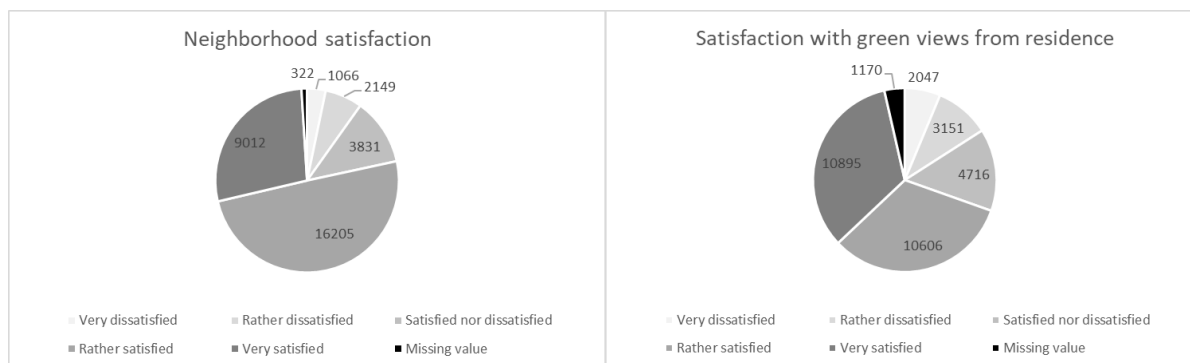 Neighborhood satisfaction
322 1066
2149
3831
9012
16205
Very dissatisfied Rather dissatisfied Satisfied nor dissatisfied
Rather satisfied Very satisfied Missing value
Satisfaction with green views from residence
1170 2047
3151
10895
4716
10606
Very dissatisfied Rather dissatisfied Satisfied nor dissatisfied
Rather satisfied Very satisfied Missing value